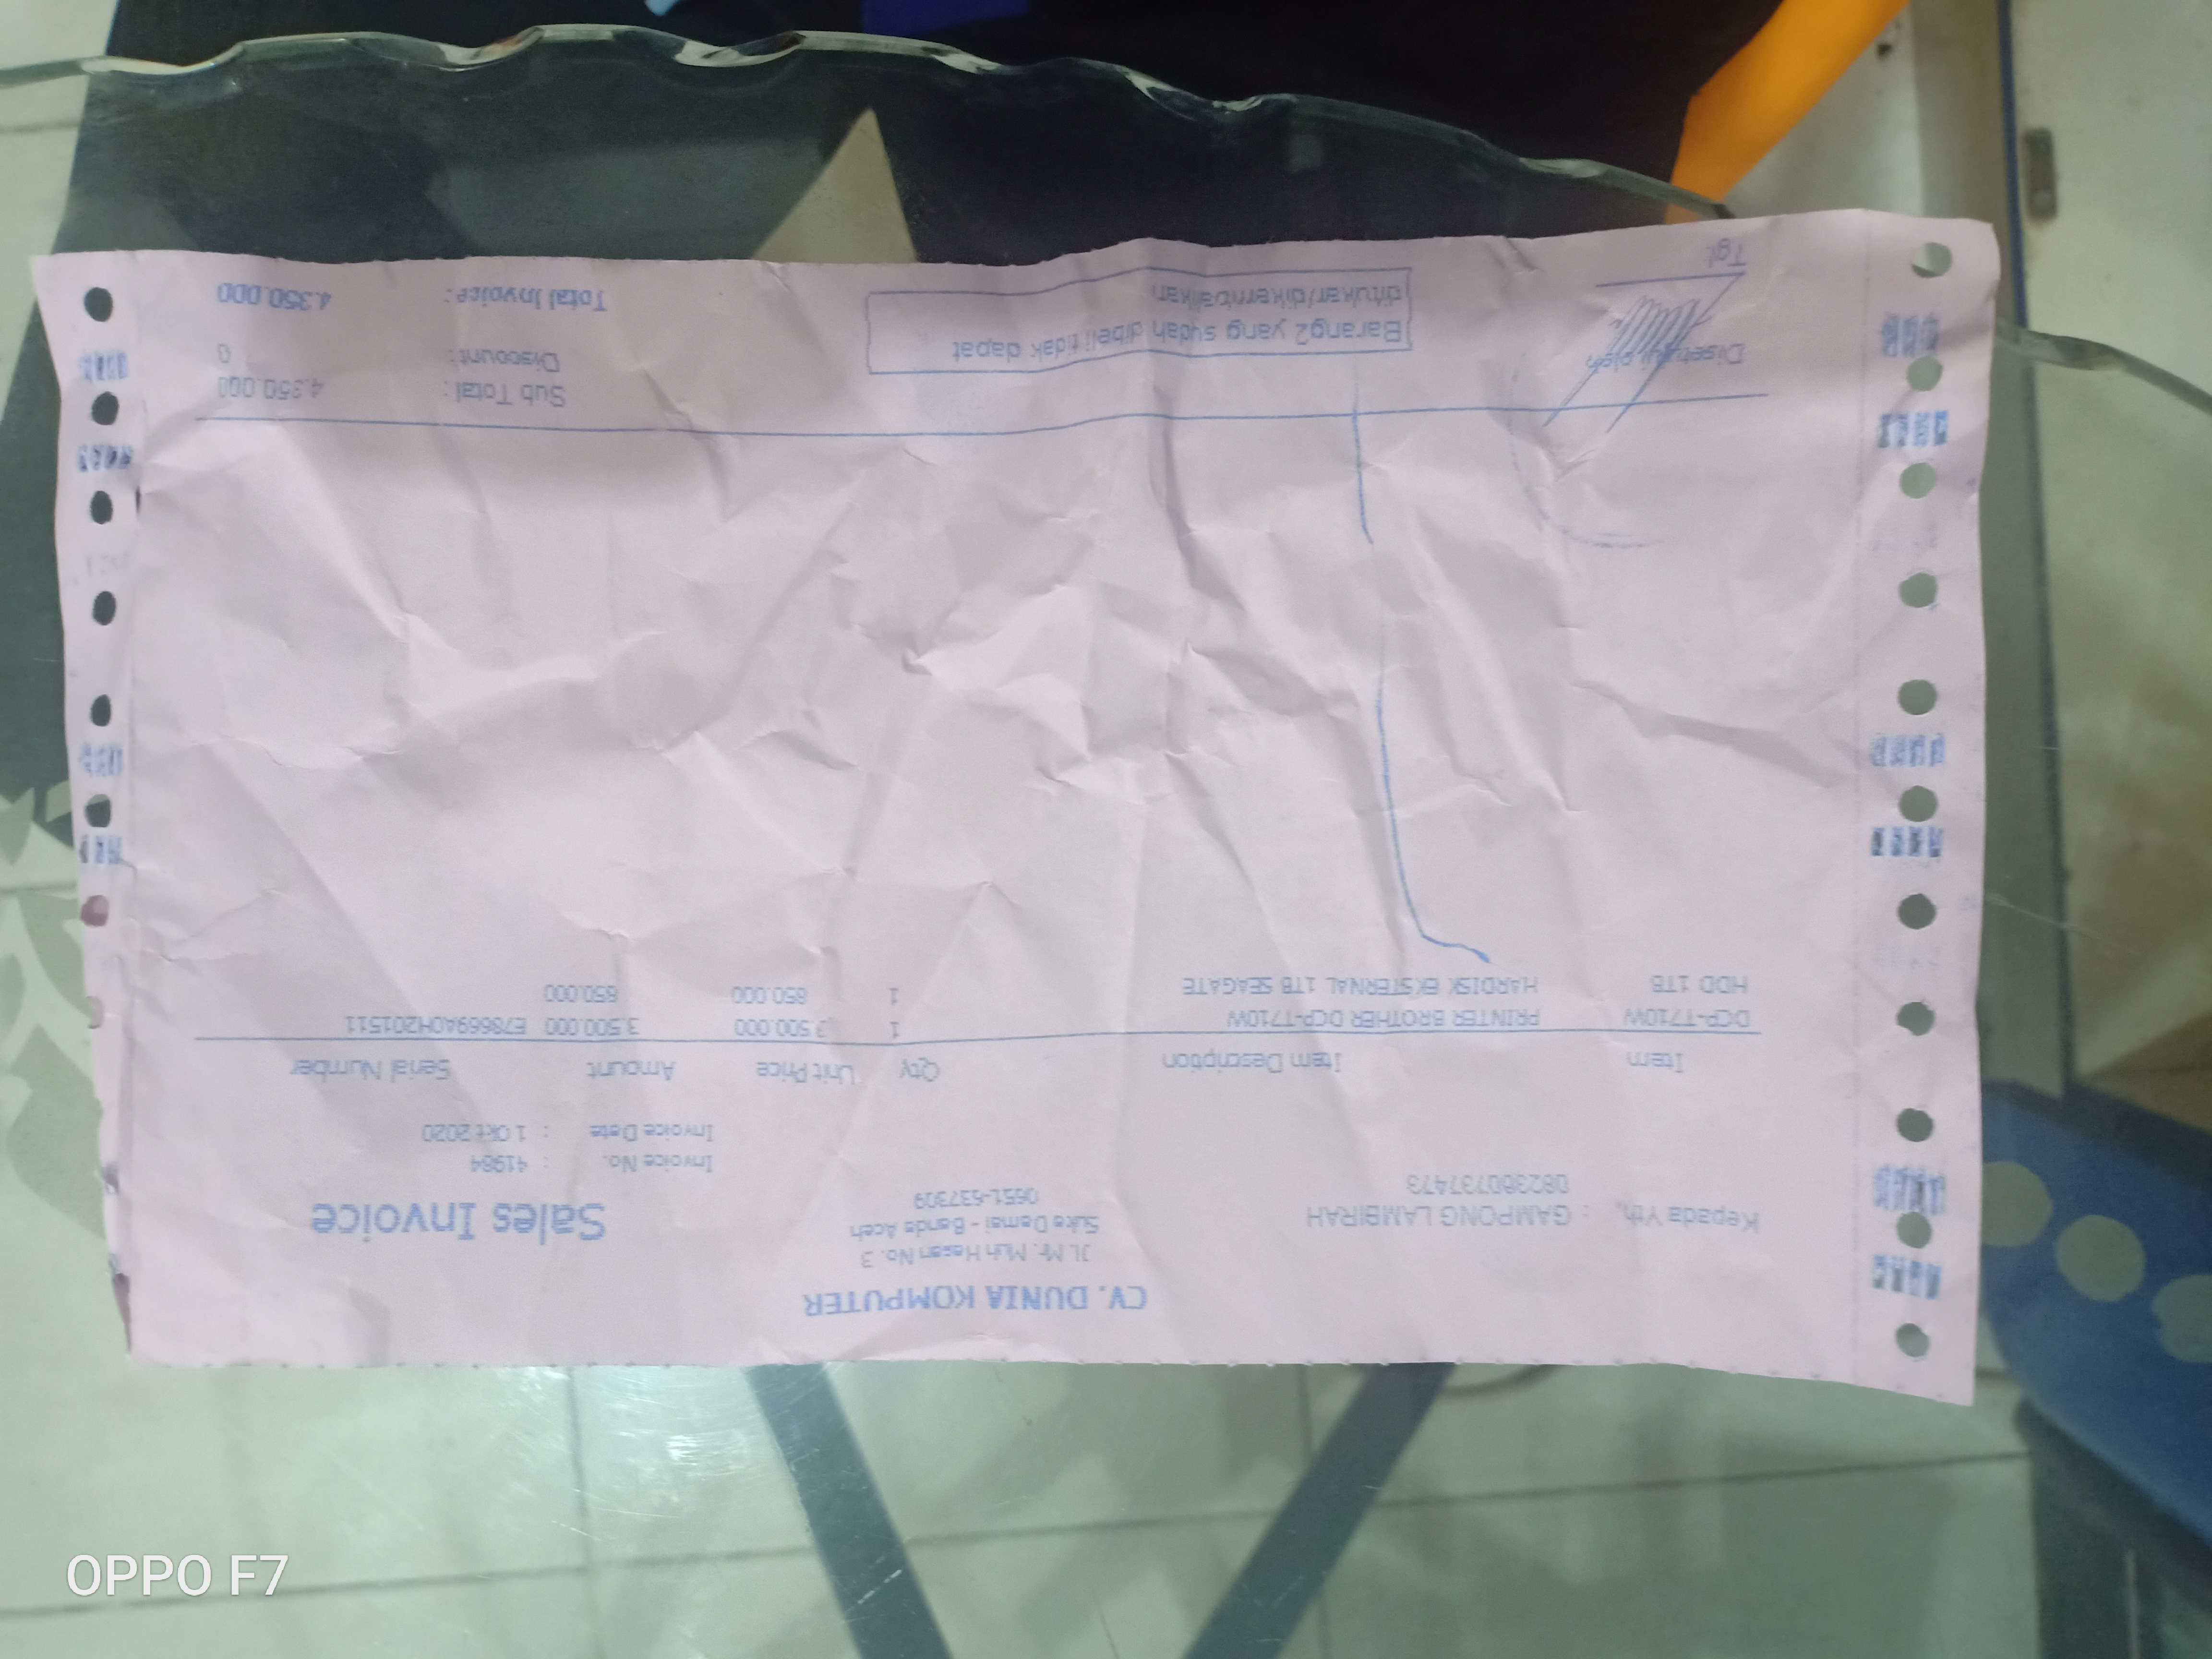 CV. DUNIA KOMPUTER
Jl. Mr. Muh Hasan No. 3
Suka Damai - Banda Aceh
0651-637309
Sales Invoice
Kepada Yth, : GAMPONG LAMBIRAH
082360737473
Invoice No. : 41984
Invoice Date : 1 Okt 2020
Item Item Description Qty Unit Price Amount Serial Number
DCP-T710W PRINTER BROTHER DCP-T710W 1 3.500.000 3.500.000 E78669A0H201511
HDD 1TB HARDISK EKSTERNAL 1TB SEAGATE 1 850.000 850.000
Sub Total : 4.350.000
Discount : 0
Total Invoice : 4.350.000
Disetujui oleh
Tgl.
Barang2 yang sudah dibeli tidak dapat
ditukar/dikembalikan
OPPO F7